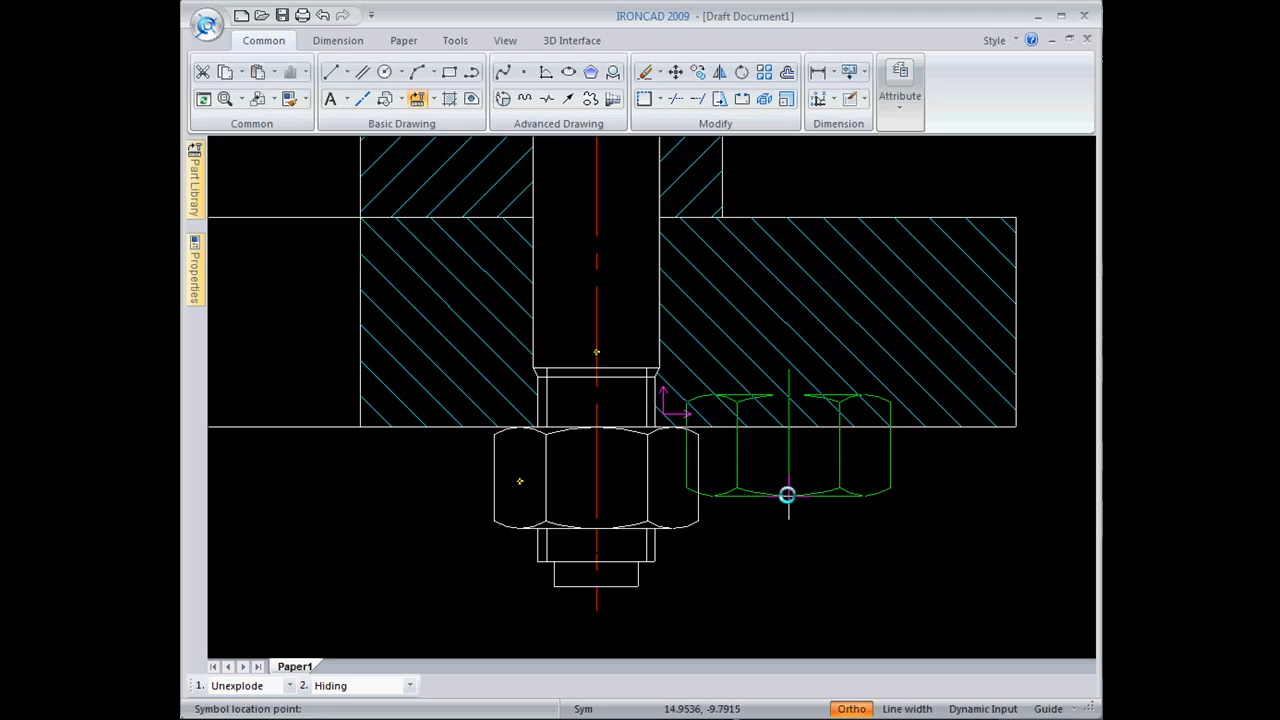 IRONCAD 2009 - [Draft Document1]
Common Dimension Paper Tools View 3D Interface Style
A
Attribute
Common Basic Drawing Advanced Drawing Modify Dimension
Part Library
Properties
Paper1
1. Unexplode 2. Hiding
Symbol location point: Sym 14.9536, -9.7915 Ortho Line width Dynamic Input Guide